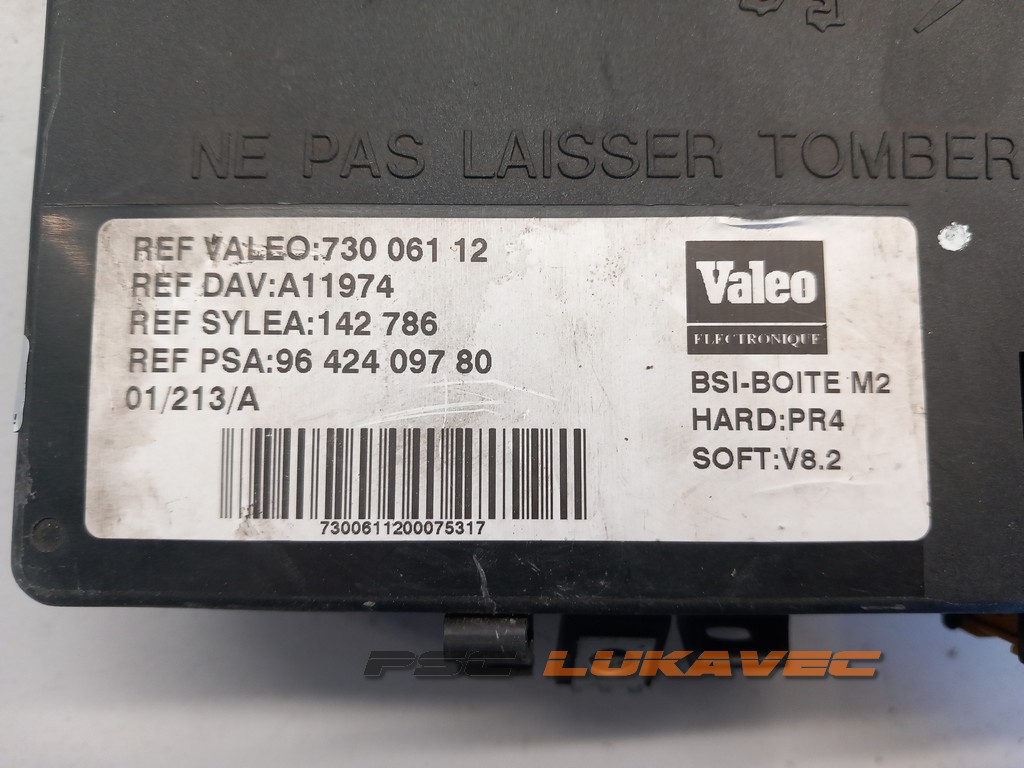 NE PAS LAISSER TOMBER
REF VALEO:730 061 12
REF DAV:A11974
REF SYLEA:142 786
REF PSA:96 424 097 80
01/213/A
7300611200075317
Valeo
ELECTRONIQUE
BSI-BOITE M2
HARD:PR4
SOFT:V8.2
PSC LUKAVEC